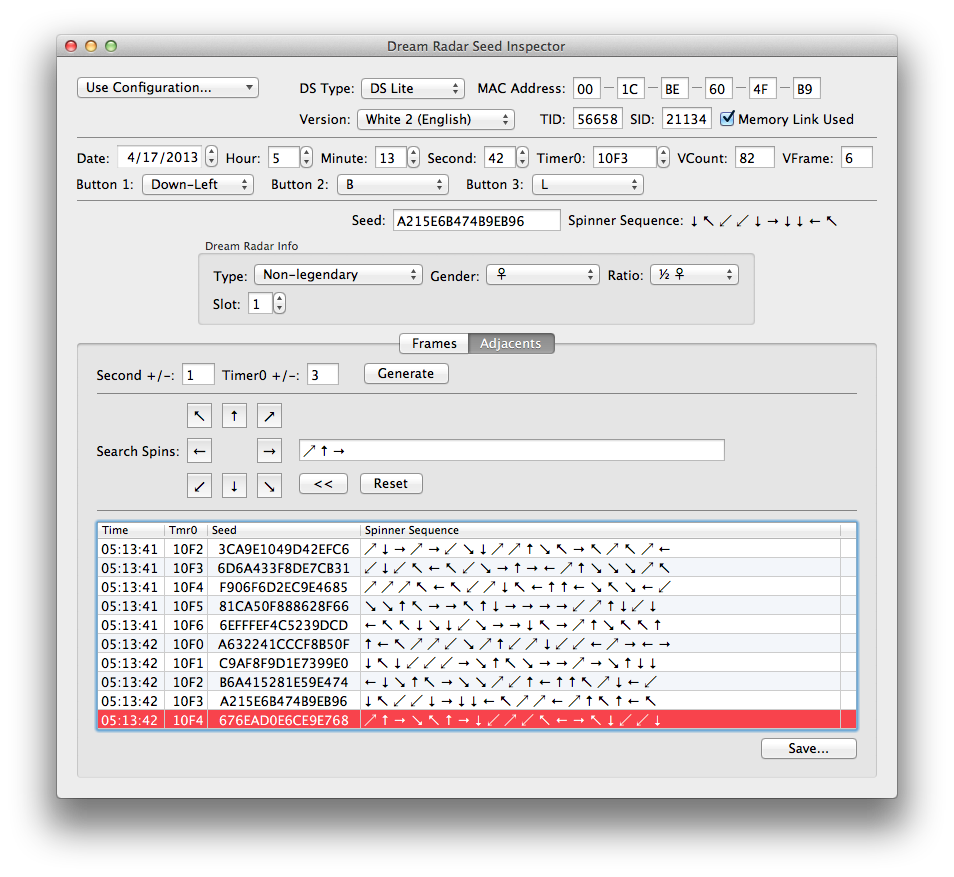 Dream Radar Seed Inspector
Use Configuration... DS Type: DS Lite MAC Address: 00 — 1C — BE — 60 — 4F — B9
Version: White 2 (English) TID: 56658 SID: 21134 Memory Link Used
Date: 4/17/2013 Hour: 5 Minute: 13 Second: 42 Timer0: 10F3 VCount: 82 VFrame: 6
Button 1: Down-Left Button 2: B Button 3: L
Seed: A215E6B474B9EB96 Spinner Sequence: ↓ ↖ ↙ ↙ ↓ → ↓ ↓ ← ↖
Dream Radar Info
Type: Non-legendary Gender: ♀ Ratio: ½ ♀
Slot: 1
Frames Adjacents
Second +/-: 1 Timer0 +/-: 3 Generate
↖ ↑ ↗
Search Spins: ← → ↗ ↑ →
↙ ↓ ↘ << Reset
Time Tmr0 Seed Spinner Sequence
05:13:41 10F2 3CA9E1049D42EFC6 ↗ ↓ → ↗ → ↙ ↘ ↓ ↗ ↗ ↑ ↘ ↖ → ↖ ↗ ↖ ↗ ←
05:13:41 10F3 6D6A433F8DE7CB31 ↙ ↓ ↙ ↖ ← ↖ ↙ ↘ → ↑ → ← ↗ ↑ ↘ ↘ ↘ ↗ ↖
05:13:41 10F4 F906F6D2EC9E4685 ↗ ↗ ↗ ↖ ← ↖ ↙ ↗ ↓ ↖ ← ↑ ↑ ← ↘ ↖ ↘ ← ↙
05:13:41 10F5 81CA50F888628F66 ↘ ↘ ↑ ↖ → → ↖ ↑ ↓ → → → → ↙ ↗ ↑ ↓ ↙ ↓
05:13:41 10F6 6EFFFEF4C5239DCD ← ↖ ↖ ↓ ↘ ↓ ↙ ↘ → → ↓ ↖ → ↗ ↑ ↘ ↖ ↖ ↑
05:13:42 10F0 A632241CCCF8B50F ↑ ← ↖ ↗ ↗ ↙ ↘ ↗ ↑ ↙ ↗ ↓ ↙ ↙ ← ↗ → ← →
05:13:42 10F1 C9AF8F9D1E7399E0 ↓ ↖ ↓ ↙ ↙ ↙ → ↘ ↑ ↖ ↘ → → ↗ → ↘ ↑ ↓ ↓
05:13:42 10F2 B6A415281E59E474 ← ↓ ↘ ↑ ↖ → ↘ ↘ ↗ ↙ ↑ ← ↑ ↑ ↖ ↗ ↓ ← ↙
05:13:42 10F3 A215E6B474B9EB96 ↓ ↖ ↙ ↙ ↓ → ↓ ↓ ← ↖ ↗ ↗ ← ↗ ↑ ↖ ↑ ← ↖
05:13:42 10F4 676EAD0E6CE9E768 ↗ ↑ → ↘ ↖ ↑ → ↓ ↙ ↗ ↙ ↖ ← → ↖ ↓ ↙ ↙ ↓
Save...